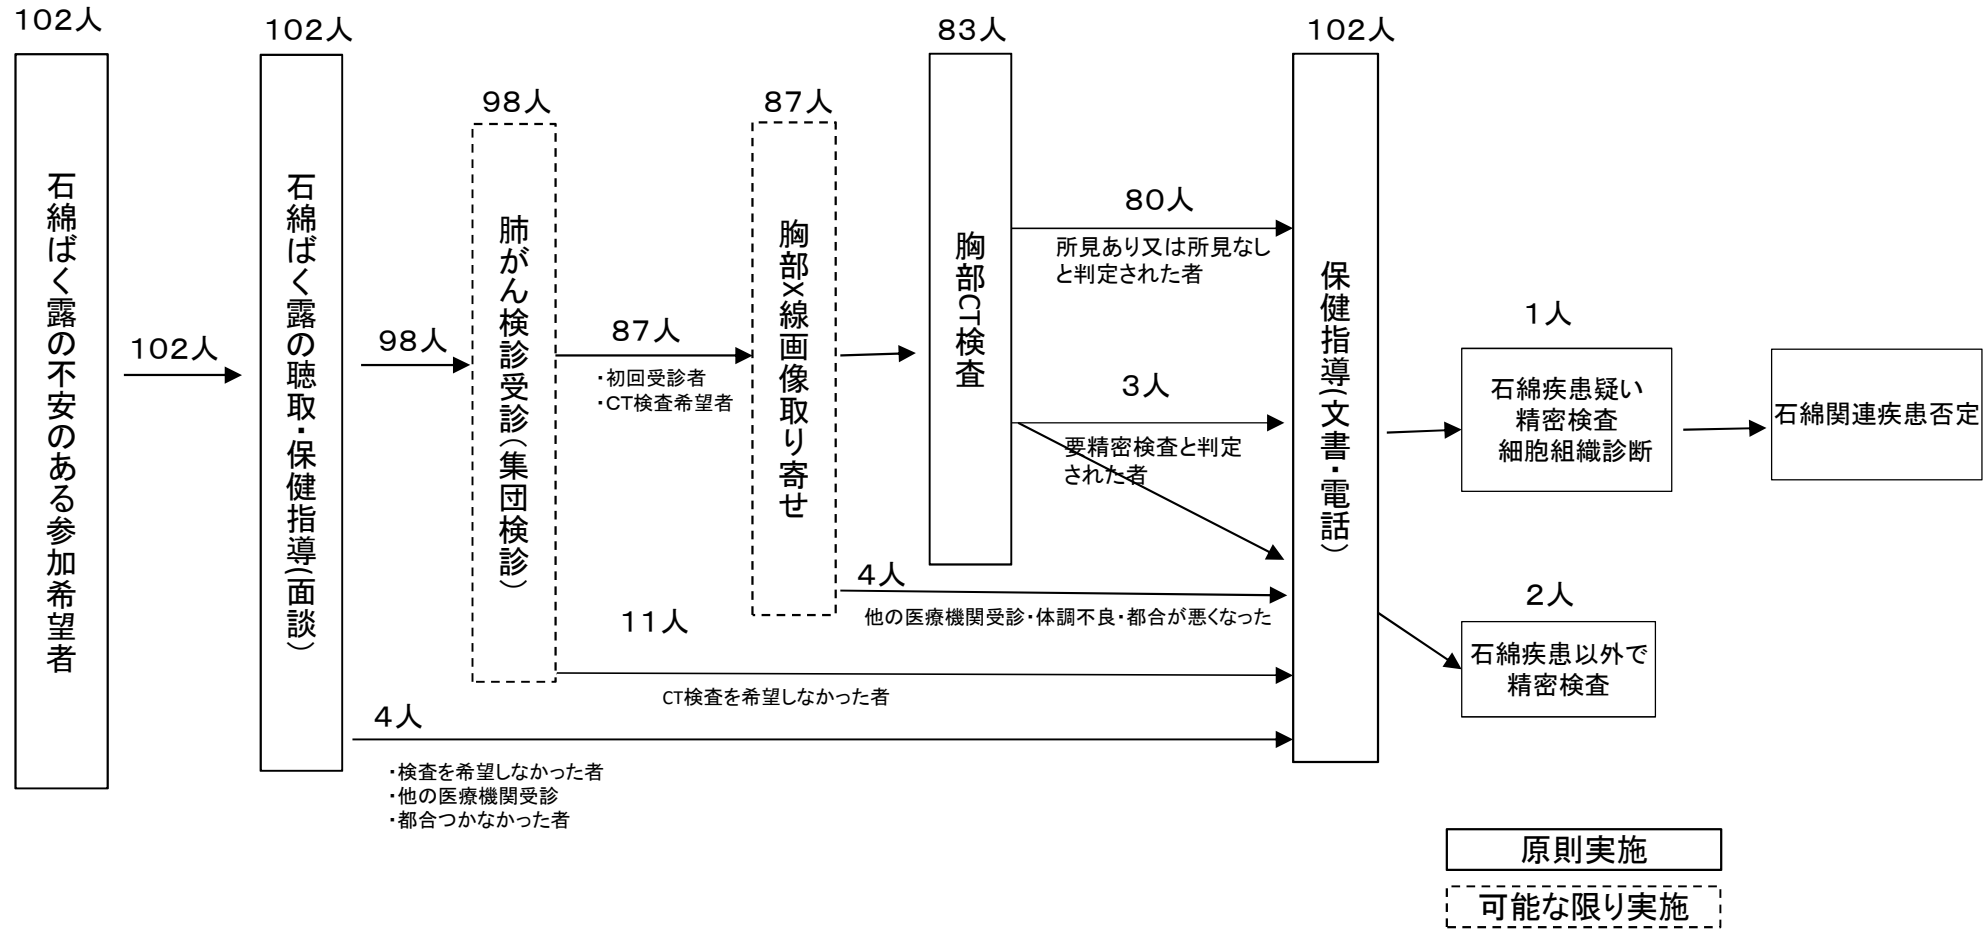 102人
石綿ばく露の不安のある参加希望者
102人
102人
石綿ばく露の聴取・保健指導(面談)
98人
98人
肺がん検診受診(集団検診)
87人
・初回受診者
・CT検査希望者
87人
胸部X線画像取り寄せ
83人
胸部CT検査
80人
所見あり又は所見なし
と判定された者
3人
要精密検査と判定
された者
4人
他の医療機関受診・体調不良・都合が悪くなった
11人
CT検査を希望しなかった者
4人
・検査を希望しなかった者
・他の医療機関受診
・都合つかなかった者
102人
保健指導(文書・電話)
1人
石綿疾患疑い
精密検査
細胞組織診断
石綿関連疾患否定
2人
石綿疾患以外で
精密検査
原則実施
可能な限り実施